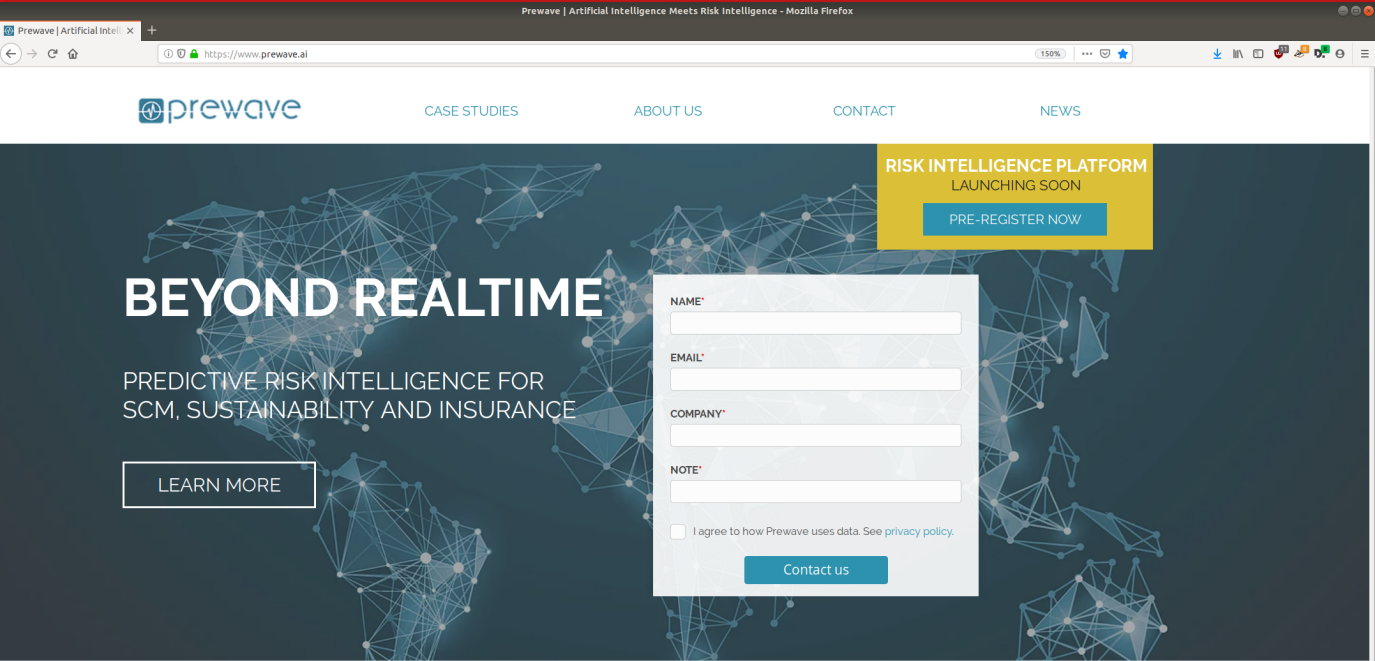 Prewave | Artificial Intelligence Meets Risk Intelligence - Mozilla Firefox
Prewave | Artificial Intell
https://www.prewave.ai
150%
prewave
CASE STUDIES
ABOUT US
CONTACT
NEWS
RISK INTELLIGENCE PLATFORM
LAUNCHING SOON
PRE-REGISTER NOW
BEYOND REALTIME
PREDICTIVE RISK INTELLIGENCE FOR
SCM, SUSTAINABILITY AND INSURANCE
LEARN MORE
NAME*
EMAIL*
COMPANY*
NOTE*
I agree to how Prewave uses data. See privacy policy.
Contact us